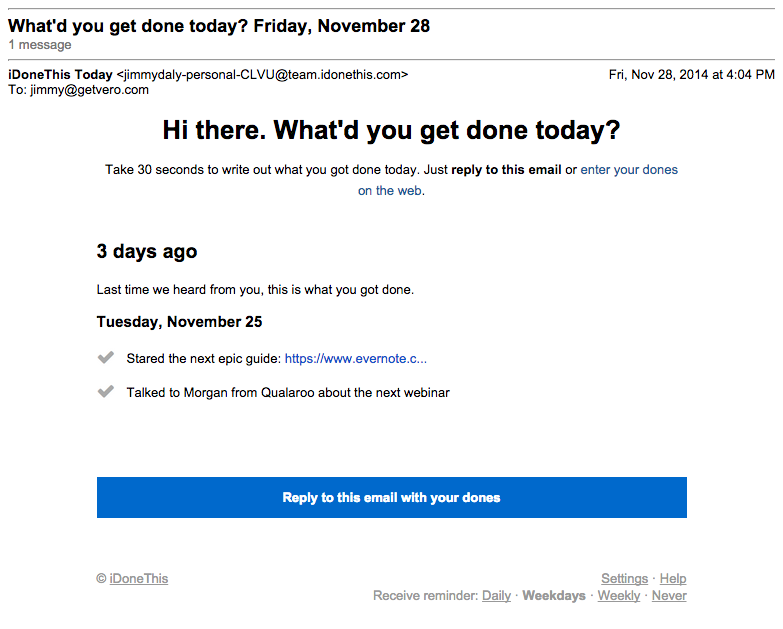 What'd you get done today? Friday, November 28
1 message
iDoneThis Today <jimmydaly-personal-CLVU@team.idonethis.com> Fri, Nov 28, 2014 at 4:04 PM
To: jimmy@getvero.com
Hi there. What'd you get done today?
Take 30 seconds to write out what you got done today. Just reply to this email or enter your dones
on the web.
3 days ago
Last time we heard from you, this is what you got done.
Tuesday, November 25
Stared the next epic guide: https://www.evernote.c...
Talked to Morgan from Qualaroo about the next webinar
Reply to this email with your dones
© iDoneThis Settings · Help
Receive reminder: Daily · Weekdays · Weekly · Never